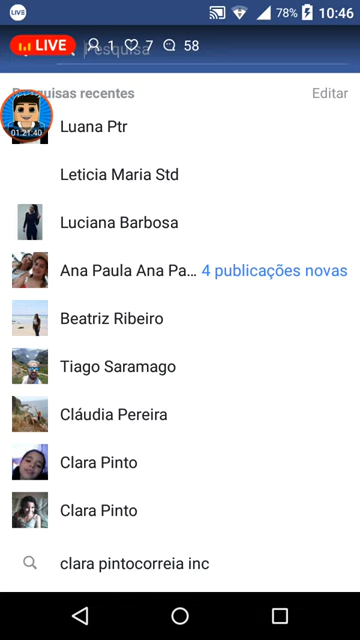 LIVE
78%
10:46
LIVE 1 7 58
Pesquisa
Pesquisas recentes
Editar
01:21:40
Luana Ptr
Leticia Maria Std
Luciana Barbosa
Ana Paula Ana Pa... 4 publicações novas
Beatriz Ribeiro
Tiago Saramago
Cláudia Pereira
Clara Pinto
Clara Pinto
clara pintocorreia inc